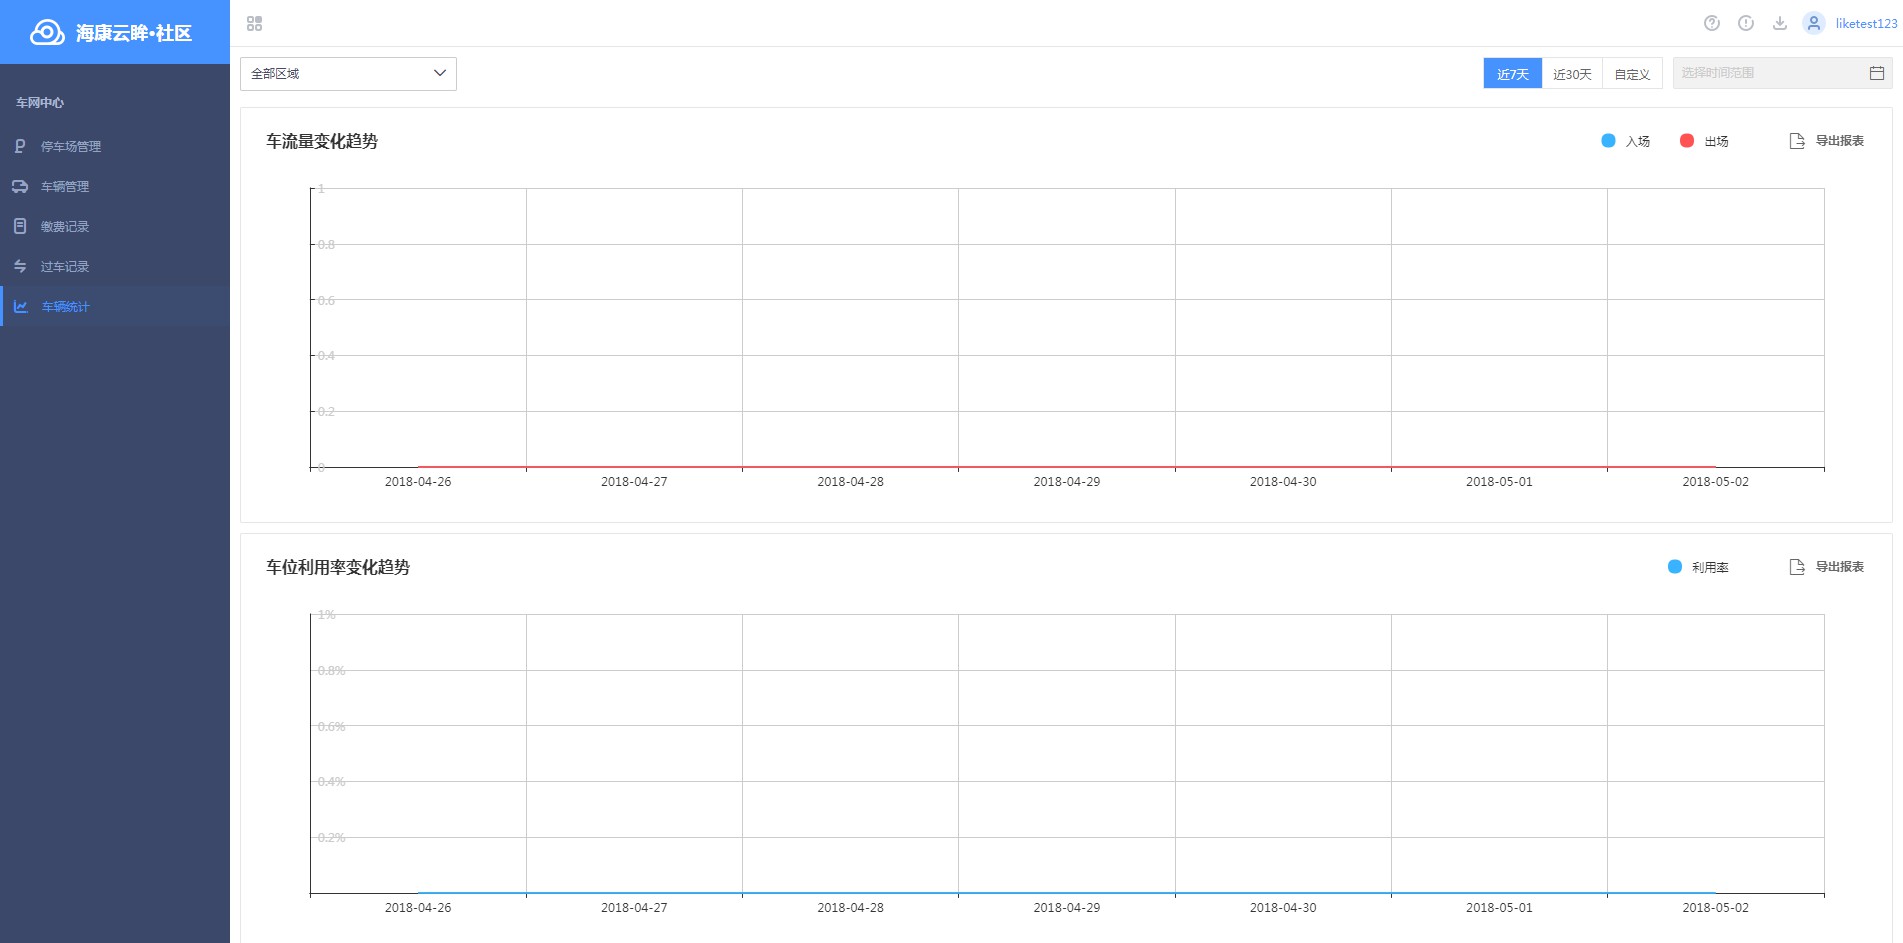 海康云眸·社区
liketest123
车网中心
停车场管理
车辆管理
缴费记录
过车记录
车辆统计
全部区域
近7天 近30天 自定义 选择时间范围
车流量变化趋势
入场 出场 导出报表
1
0.8
0.6
0.4
0.2
0
2018-04-26 2018-04-27 2018-04-28 2018-04-29 2018-04-30 2018-05-01 2018-05-02
车位利用率变化趋势
利用率 导出报表
1%
0.8%
0.6%
0.4%
0.2%
2018-04-26 2018-04-27 2018-04-28 2018-04-29 2018-04-30 2018-05-01 2018-05-02